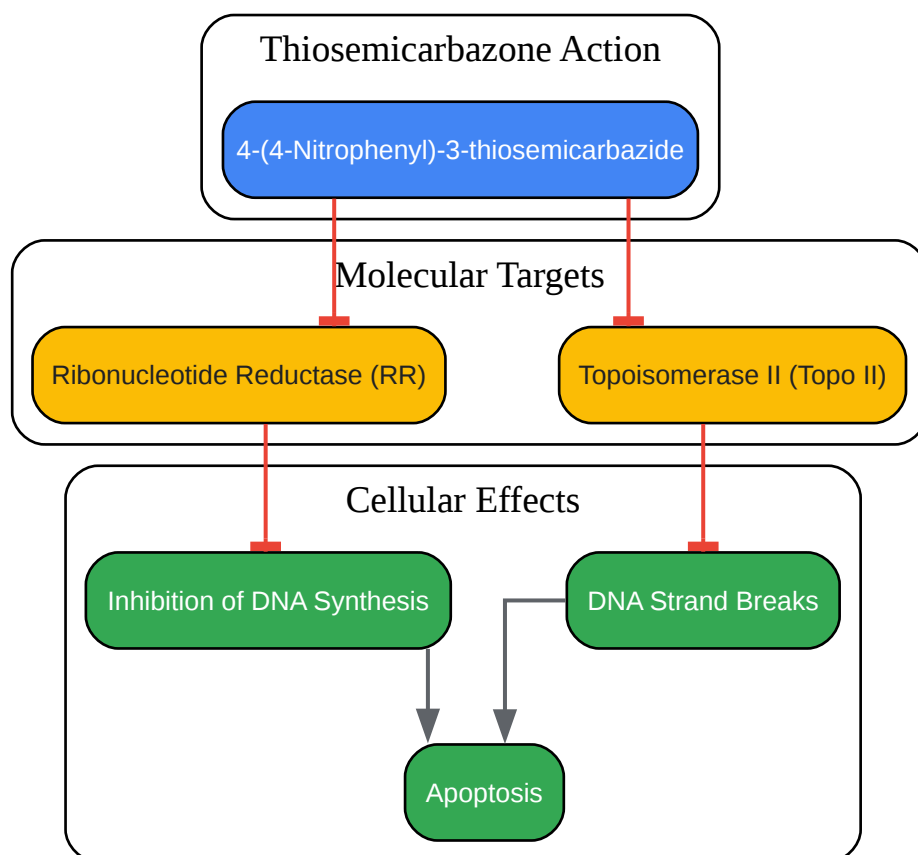 Thiosemicarbazone Action
4-(4-Nitrophenyl)-3-thiosemicarbazide
Molecular Targets
Ribonucleotide Reductase (RR)
Topoisomerase II (Topo II)
Cellular Effects
Inhibition of DNA Synthesis
DNA Strand Breaks
Apoptosis